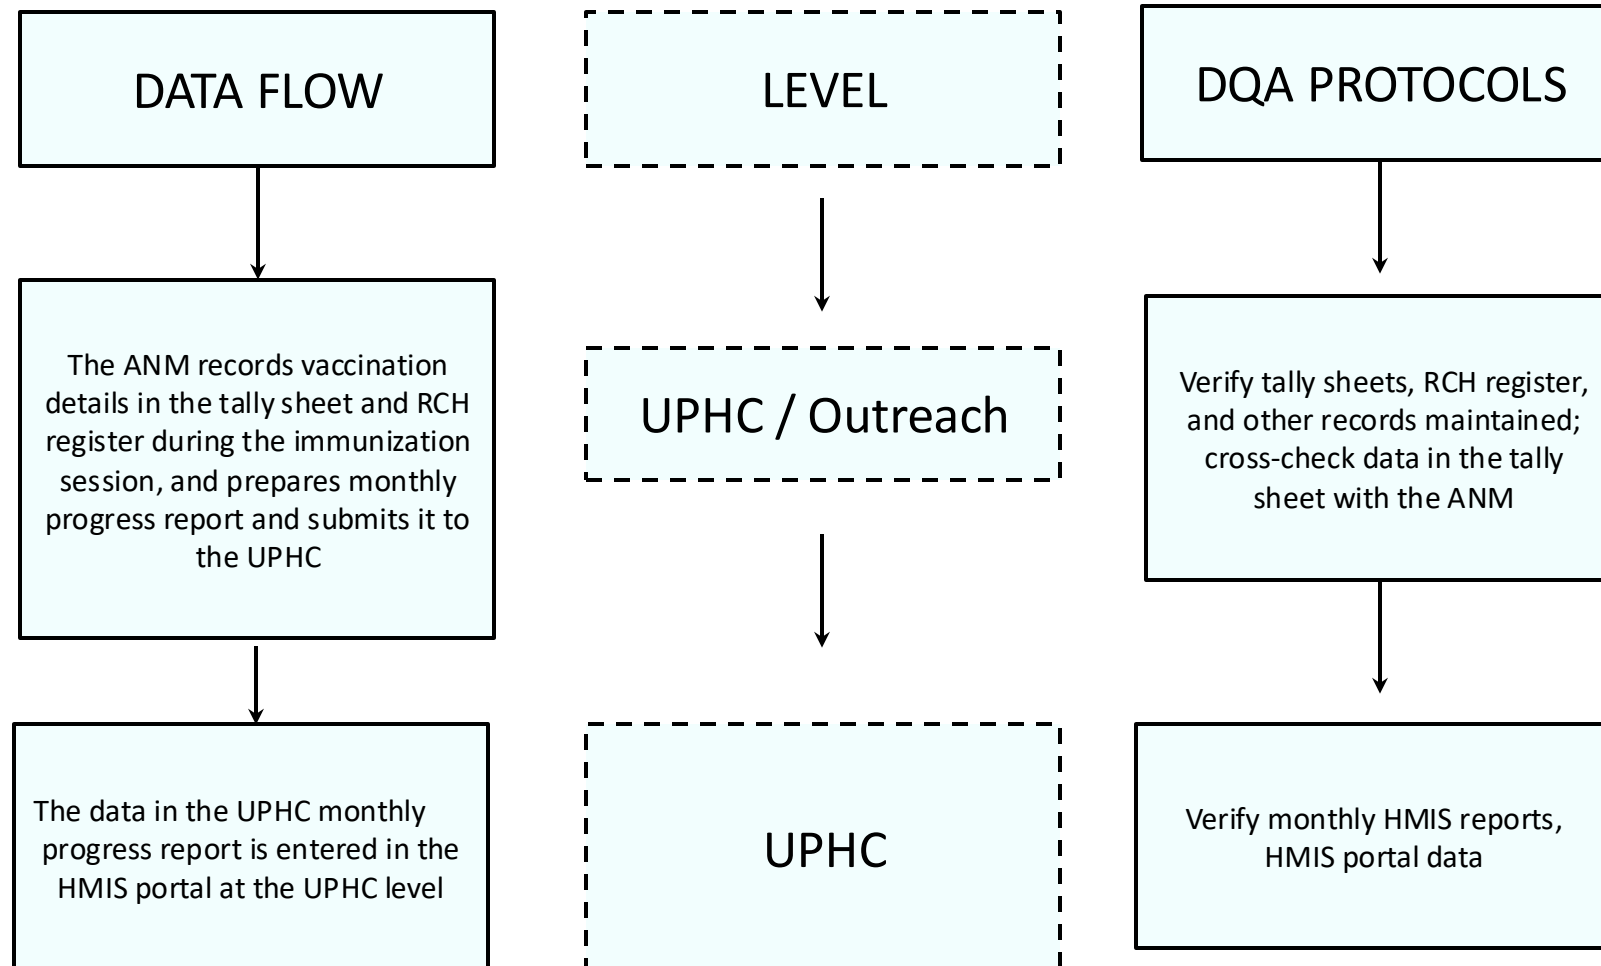 DATA FLOW
LEVEL
DQA PROTOCOLS
The ANM records vaccination
details in the tally sheet and RCH
register during the immunization
session, and prepares monthly
progress report and submits it to
the UPHC
UPHC / Outreach
Verify tally sheets, RCH register,
and other records maintained;
cross-check data in the tally
sheet with the ANM
The data in the UPHC monthly
progress report is entered in the
HMIS portal at the UPHC level
UPHC
Verify monthly HMIS reports,
HMIS portal data